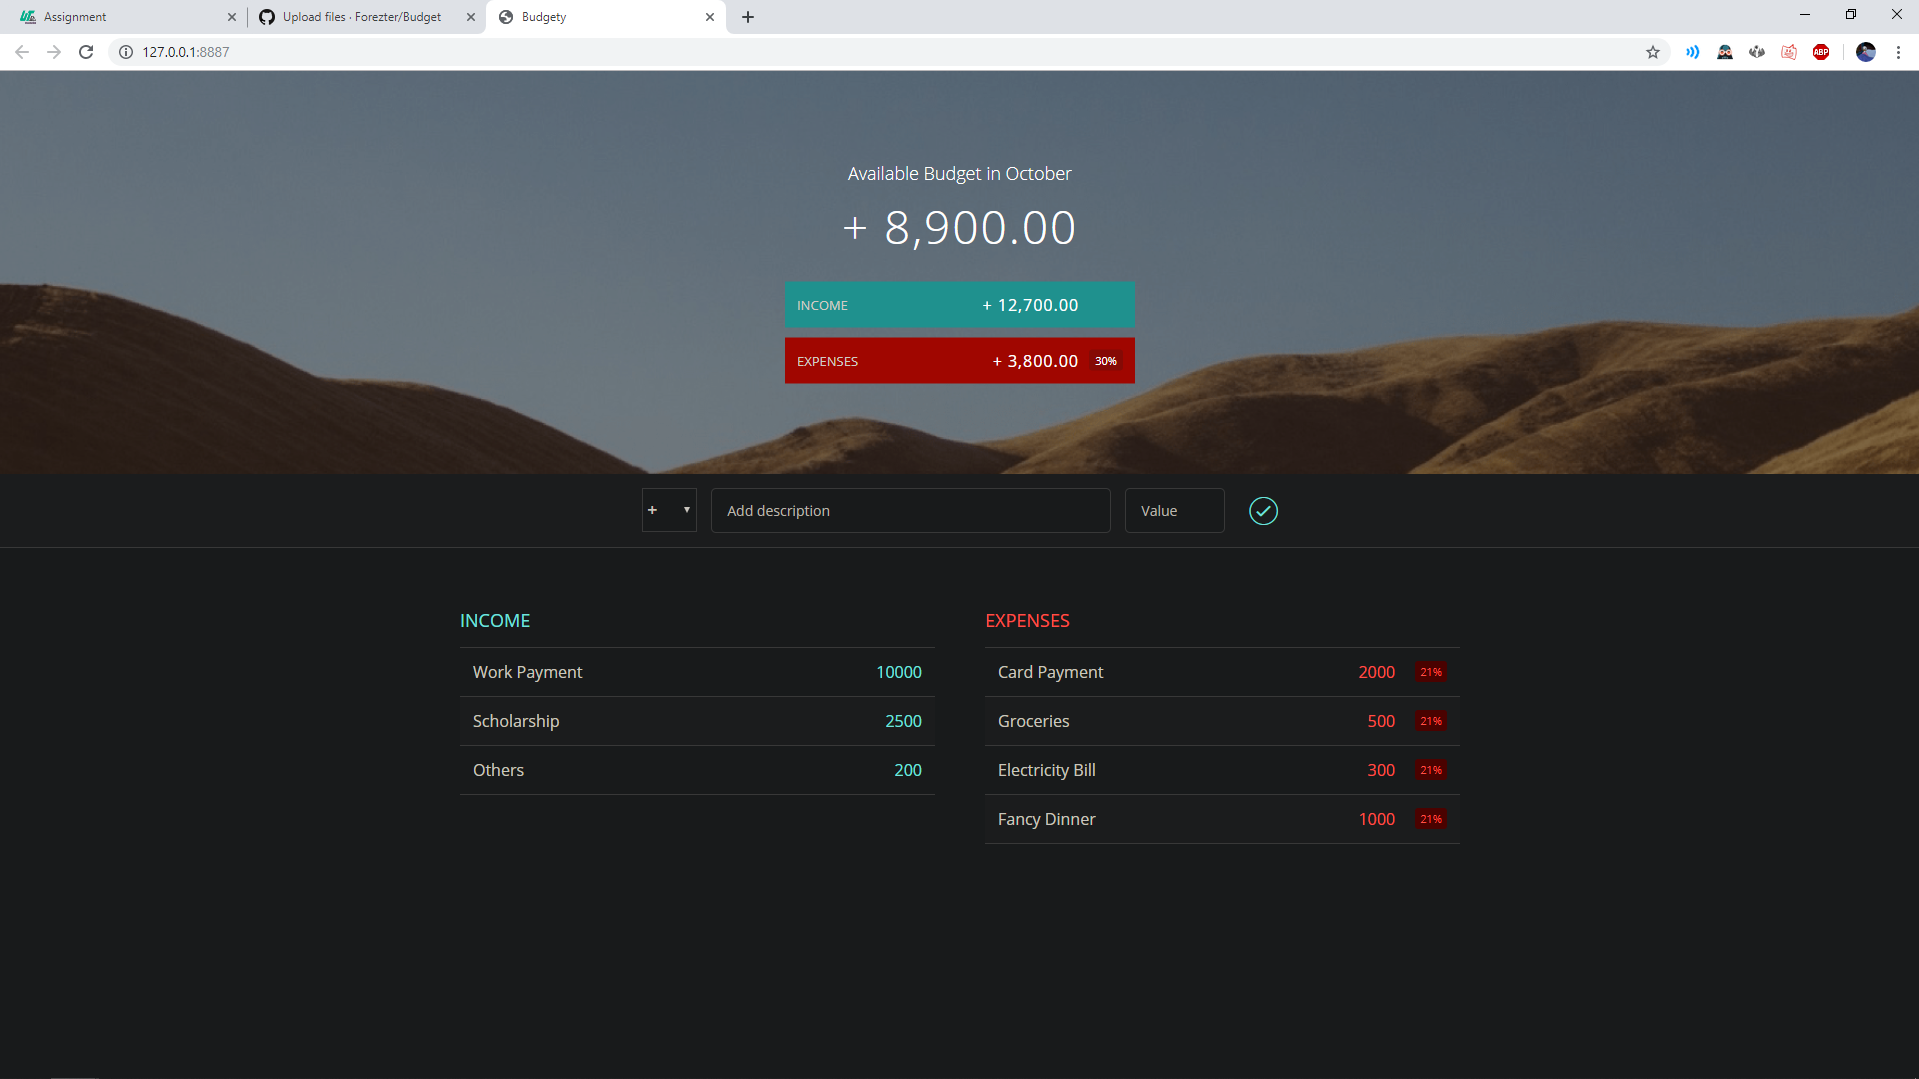 Assignment
Upload files · Forezter/Budget
Budgety
127.0.0.1:8887
ABP
Available Budget in October
+ 8,900.00
INCOME + 12,700.00
EXPENSES + 3,800.00 30%
+ Add description Value
INCOME
Work Payment 10000
Scholarship 2500
Others 200
EXPENSES
Card Payment 2000 21%
Groceries 500 21%
Electricity Bill 300 21%
Fancy Dinner 1000 21%